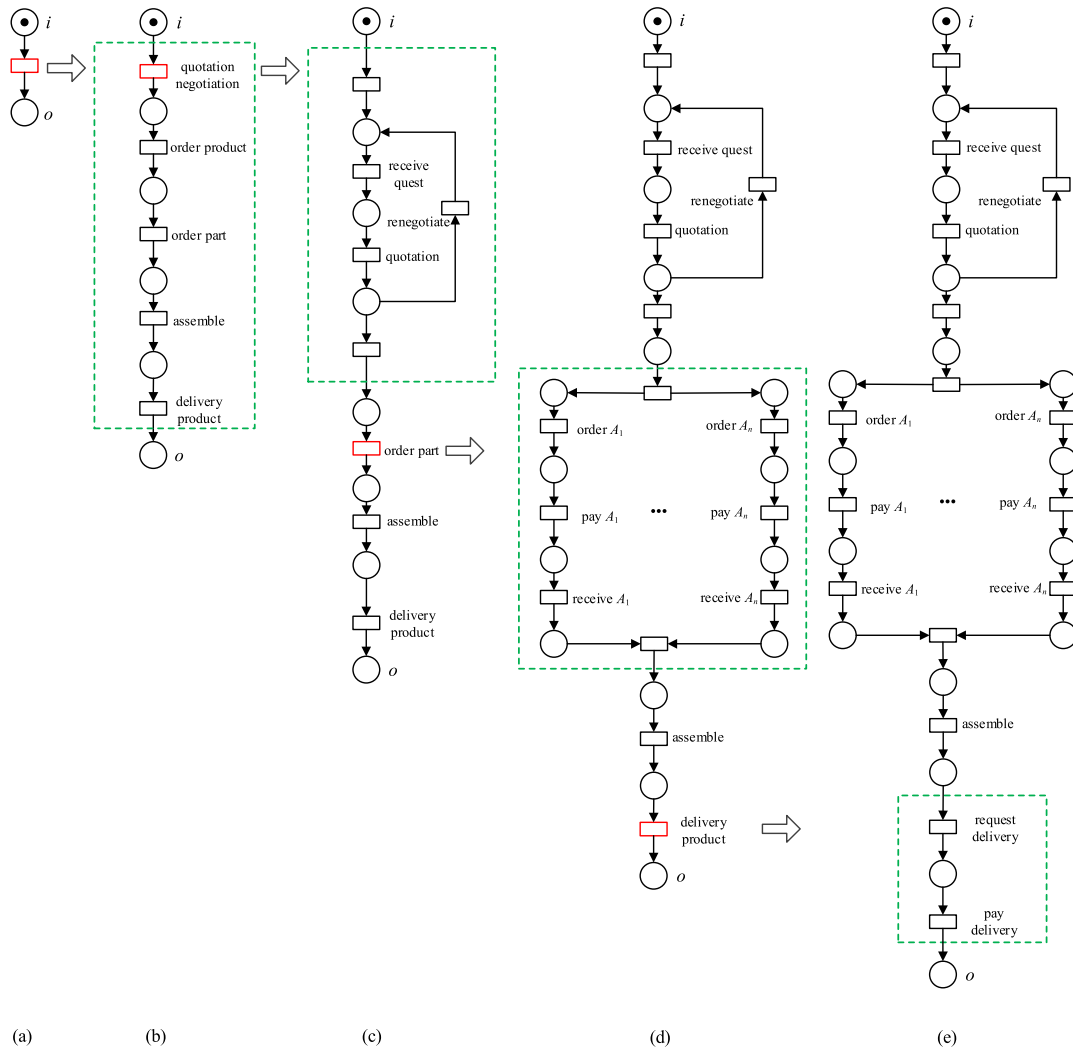 i
o
i
quotation
negotiation
order product
order part
assemble
delivery
product
o
i
receive
quest
renegotiate
quotation
order part
assemble
delivery
product
o
i
receive quest
renegotiate
quotation
order A1
order An
pay A1
...
pay An
receive A1
receive An
assemble
delivery
product
o
i
receive quest
renegotiate
quotation
order A1
order An
pay A1
...
pay An
receive A1
receive An
assemble
request
delivery
pay
delivery
o
(a)
(b)
(c)
(d)
(e)